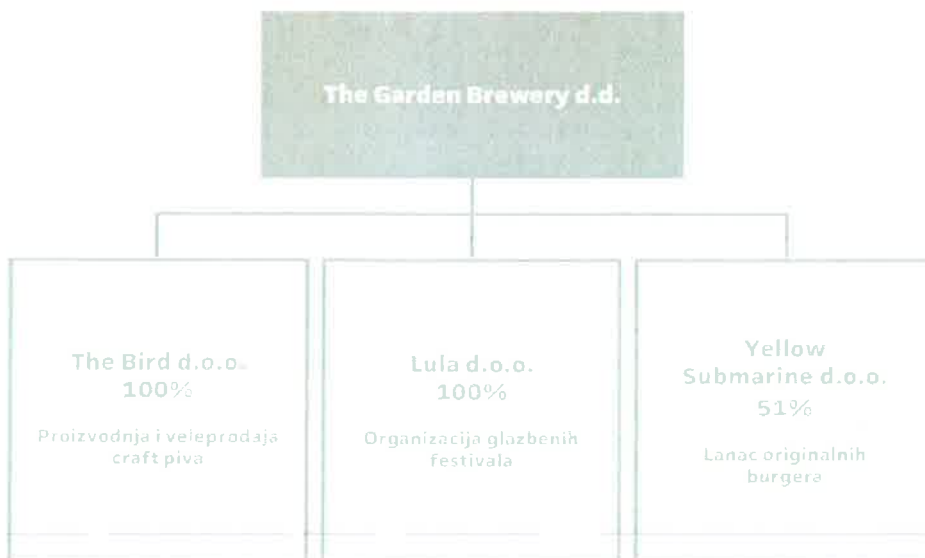 The Garden Brewery d.d.
The Bird d.o.o.
100%
Proizvodnja i veleprodaja
craft piva
Lula d.o.o.
100%
Organizacija glazbenih
festivala
Yellow
Submarine d.o.o.
51%
Lanac originalnih
burgera